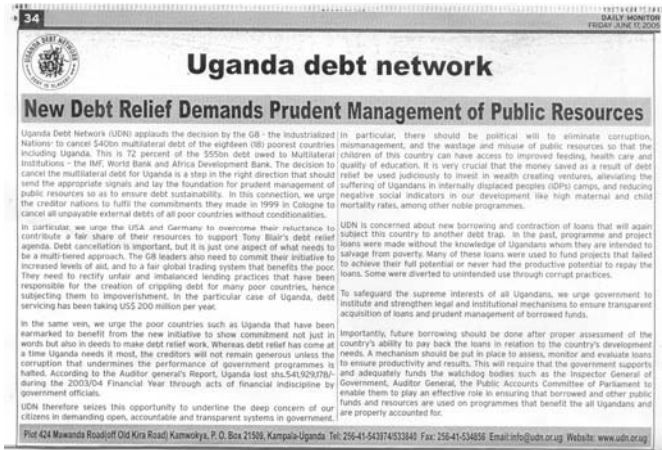 34
DAILY MONITOR
FRIDAY JUNE 17, 2005
Uganda debt network
New Debt Relief Demands Prudent Management of Public Resources
Uganda Debt Network (UDN) applauds the decision by the G8 - the industrialized
Nations- to cancel $40bn multilateral debt of the eighteen (18) poorest countries
including Uganda. This is 72 percent of the $55bn debt owed to Multilateral
Institutions - the IMF, World Bank and Africa Development Bank. The decision to
cancel the multilateral debt for Uganda is a step in the right direction that should
send the appropriate signals and lay the foundation for prudent management of
public resources so as to ensure debt sustainability. In this connection, we urge
the creditor nations to fulfil the commitments they made in 1999 in Cologne to
cancel all unpayable external debts of all poor countries without conditionalities.
In particular, we urge the USA and Germany to overcome their reluctance to
contribute a fair share of their resources to support Tony Blair's debt relief
agenda. Debt cancellation is important, but it is just one aspect of what needs to
be a multi-tiered approach. The G8 leaders also need to commit their initiative to
increased levels of aid, and to a fair global trading system that benefits the poor.
They need to rectify unfair and imbalanced lending practices that have been
responsible for the creation of crippling debt for many poor countries, hence
subjecting them to impoverishment. In the particular case of Uganda, debt
servicing has been taking US$ 200 million per year.
In the same vein, we urge the poor countries such as Uganda that have been
earmarked to benefit from the new initiative to show commitment not just in
words but also in deeds to make debt relief work. Whereas debt relief has come at
a time Uganda needs it most, the creditors will not remain generous unless the
corruption that undermines the performance of government programmes is
halted. According to the Auditor general's Report, Uganda lost shs.541,929,178/-
during the 2003/04 Financial Year through acts of financial indiscipline by
government officials.
UDN therefore seizes this opportunity to underline the deep concern of our
citizens in demanding open, accountable and transparent systems in government.
In particular, there should be political will to eliminate corruption,
mismanagement, and the wastage and misuse of public resources so that the
children of this country can have access to improved feeding, health care and
quality of education. It is very crucial that the money saved as a result of debt
relief be used judiciously to invest in wealth creating ventures, alleviating the
suffering of Ugandans in internally displaced peoples (IDPs) camps, and reducing
negative social indicators in our development like high maternal and child
mortality rates, among other noble programmes.
UDN is concerned about new borrowing and contraction of loans that will again
subject this country to another debt trap. In the past, programme and project
loans were made without the knowledge of Ugandans whom they are intended to
salvage from poverty. Many of these loans were used to fund projects that failed
to achieve their full potential or never had the productive potential to repay the
loans. Some were diverted to unintended use through corrupt practices.
To safeguard the supreme interests of all Ugandans, we urge government to
institute and strengthen legal and institutional mechanisms to ensure transparent
acquisition of loans and prudent management of borrowed funds.
Importantly, future borrowing should be done after proper assessment of the
country's ability to pay back the loans in relation to the country's development
needs. A mechanism should be put in place to assess, monitor and evaluate loans
to ensure productivity and results. This will require that the government supports
and adequately funds the watchdog bodies such as the Inspector General of
Government, Auditor General, the Public Accounts Committee of Parliament to
enable them to play an effective role in ensuring that borrowed and other public
funds and resources are used on programmes that benefit the all Ugandans and
are properly accounted for.
Plot 424 Mawanda Road(off Old Kira Road) Kamwokya, P. O. Box 21509, Kampala-Uganda Tel: 256-41-543974/533840 Fax: 256-41-534856 Email:info@udn.or.ug Website: www.udn.or.ug